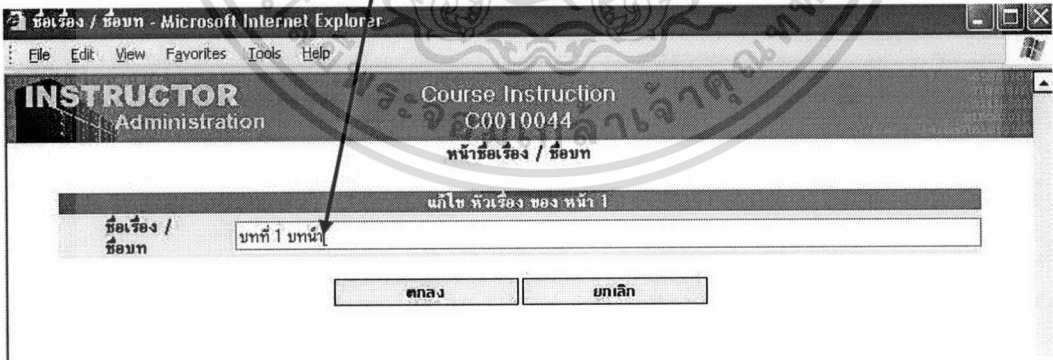 ชื่อเรื่อง / ชื่อบท - Microsoft Internet Explorer
File Edit View Favorites Tools Help
INSTRUCTOR
Administration
Course Instruction
C0010044
หน้าชื่อเรื่อง / ชื่อบท
แก้ไข หัวเรื่อง ของ หน้า 1
ชื่อเรื่อง /
ชื่อบท
บทที่ 1 บทนำ
ตกลง ยกเลิก